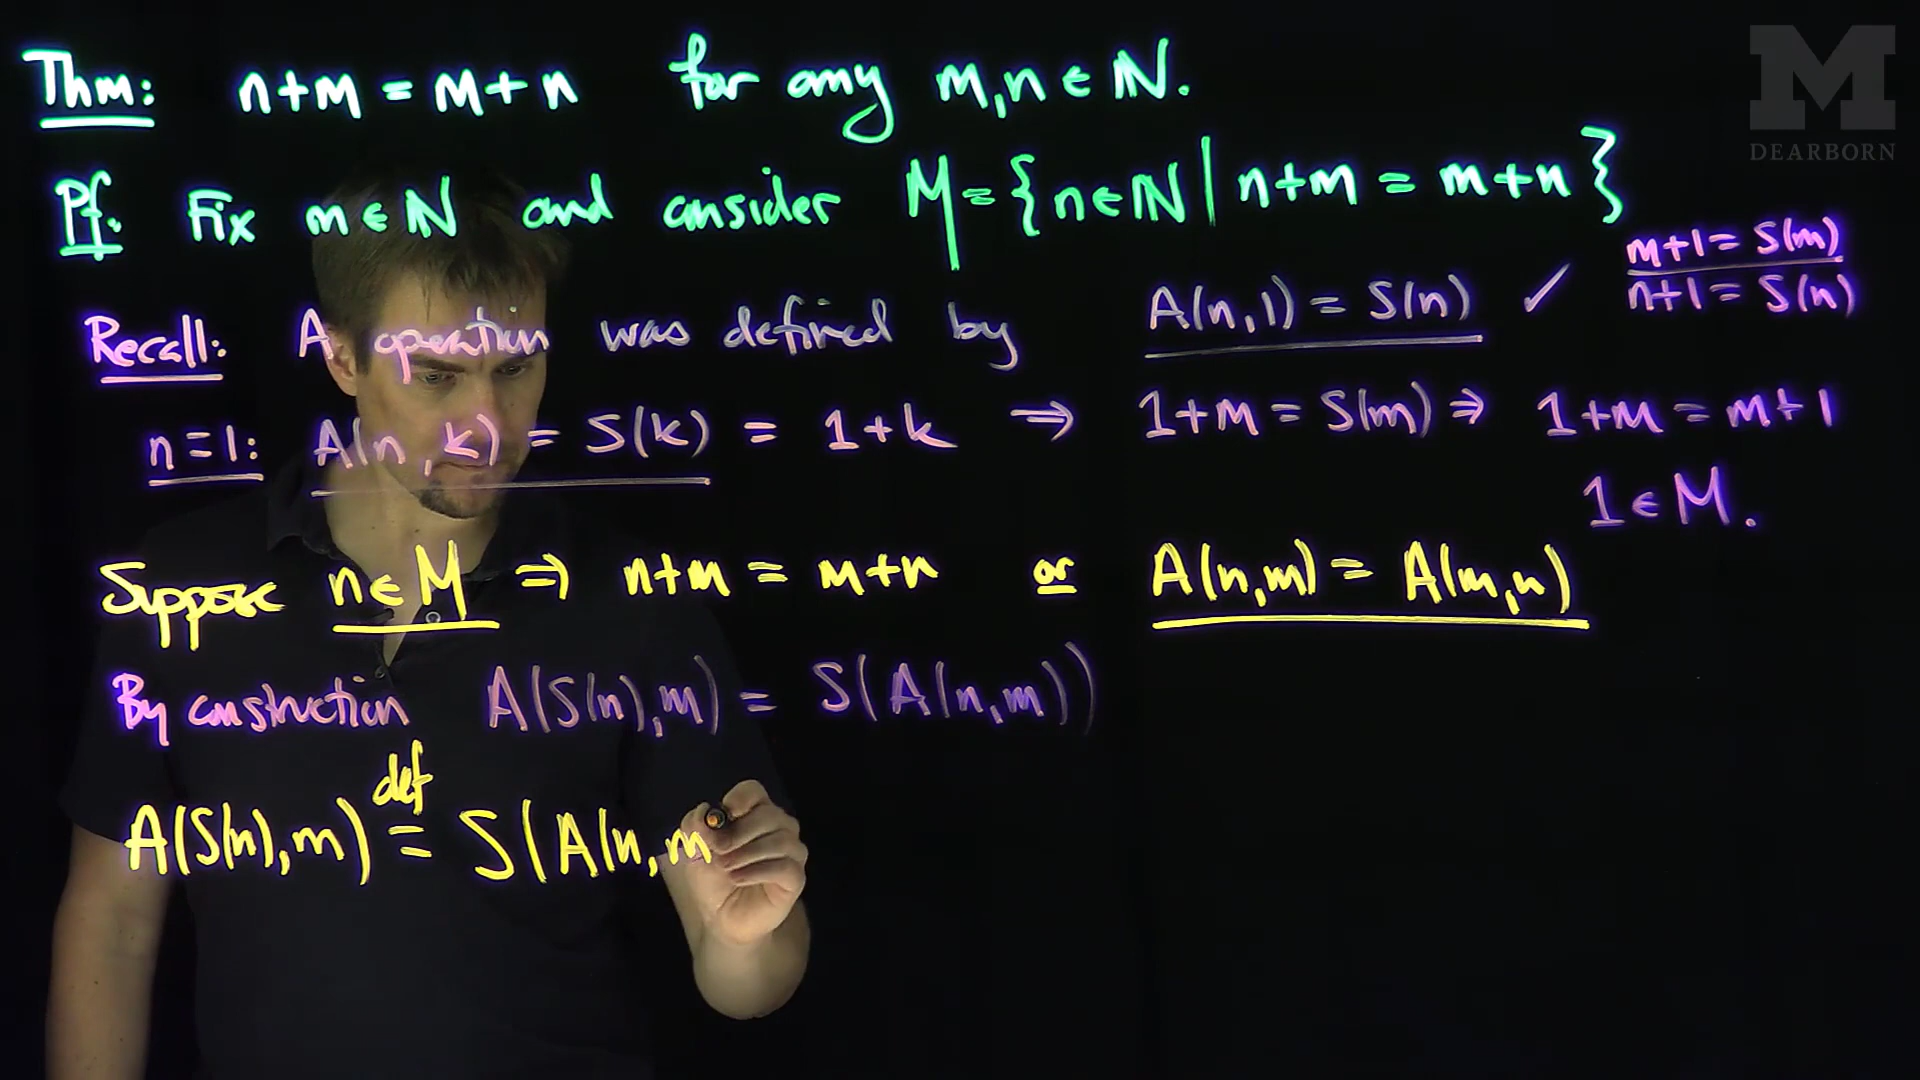 Thm: n+m = m+n for any m,n ∈ ℕ.
M
DEARBORN
Pf: Fix m ∈ ℕ and consider M = {n ∈ ℕ | n+m = m+n}
m+1 = S(m)
n+1 = S(n)
Recall: A operation was defined by A(n,1) = S(n) ✓
n=1: A(n,k) = S(k) = 1+k ⇒ 1+m = S(m) ⇒ 1+m = m+1
1 ∈ M.
Suppose n ∈ M ⇒ n+m = m+n or A(n,m) = A(m,n)
By construction A(S(n),m) = S(A(n,m))
A(S(n),m) def= S(A(n,m